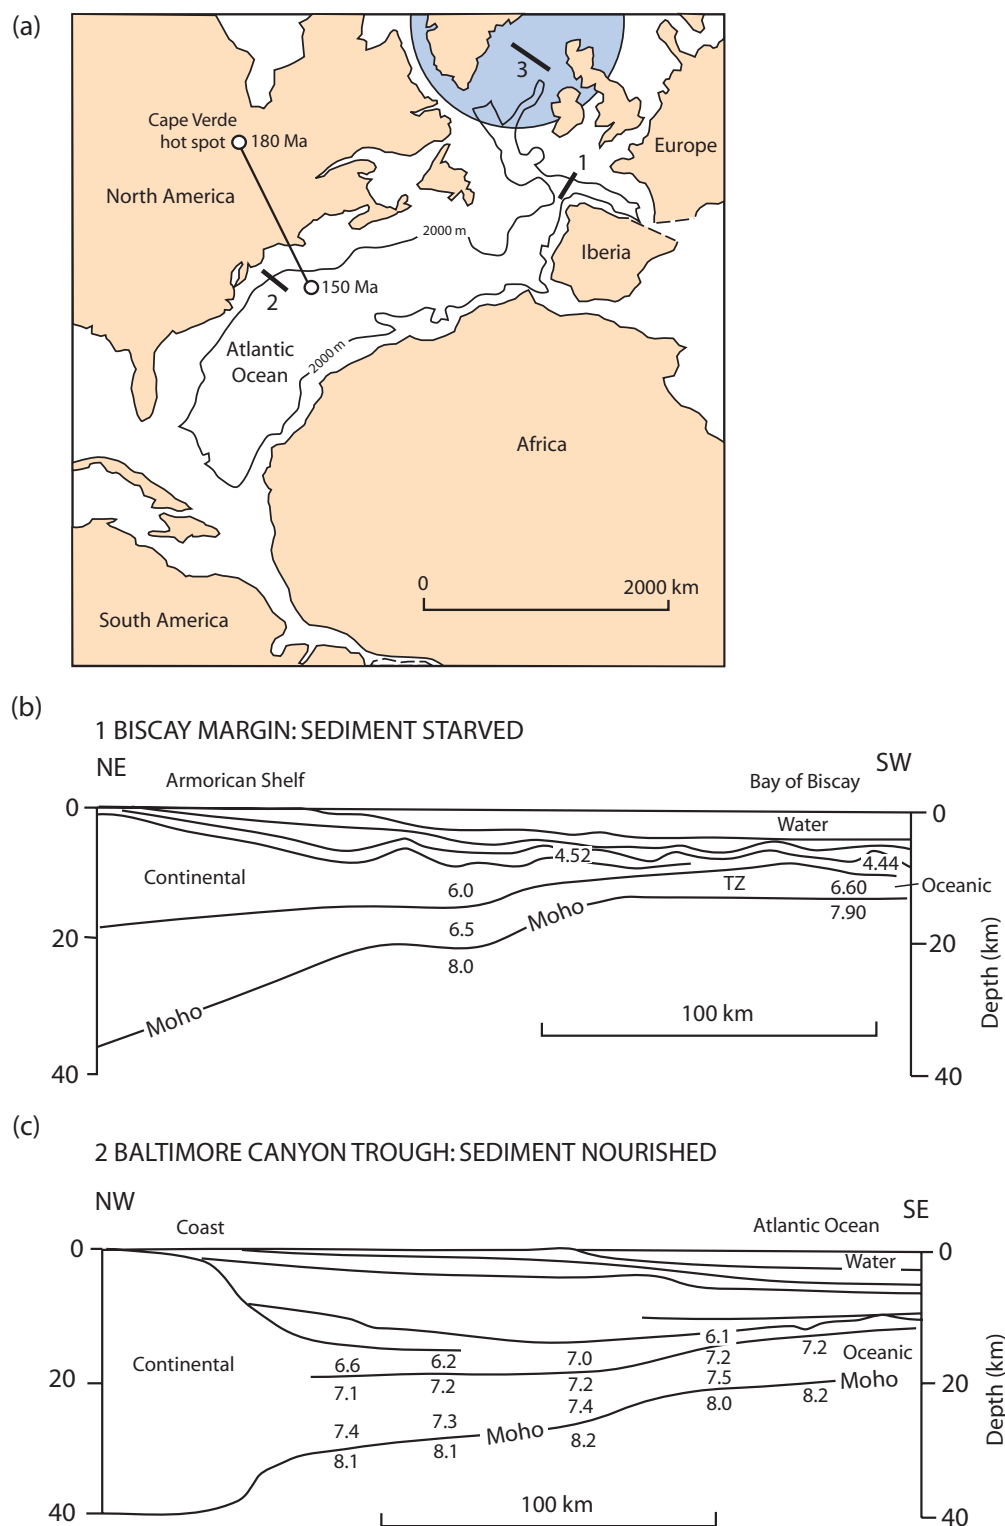 (a)
3
Cape Verde
hot spot
180 Ma
1
Europe
North America
2000 m
Iberia
150 Ma
2
2000 m
Atlantic
Ocean
Africa
0
2000 km
South America
(b)
1 BISCAY MARGIN: SEDIMENT STARVED
NE
SW
Armorican Shelf
Bay of Biscay
0
0
Water
4.52
4.44
Continental
TZ
6.0
6.60
Oceanic
Moho
7.90
6.5
20
20
8.0
Moho
100 km
40
40
Depth (km)
(c)
2 BALTIMORE CANYON TROUGH: SEDIMENT NOURISHED
NW
SE
Coast
Atlantic Ocean
0
0
Water
6.1
7.2
Oceanic
Continental
6.6
6.2
7.0
7.2
7.1
7.2
7.2
7.5
Moho
20
20
7.4
8.0
8.2
7.4
7.3
Moho
8.2
8.1
8.1
100 km
40
40
Depth (km)